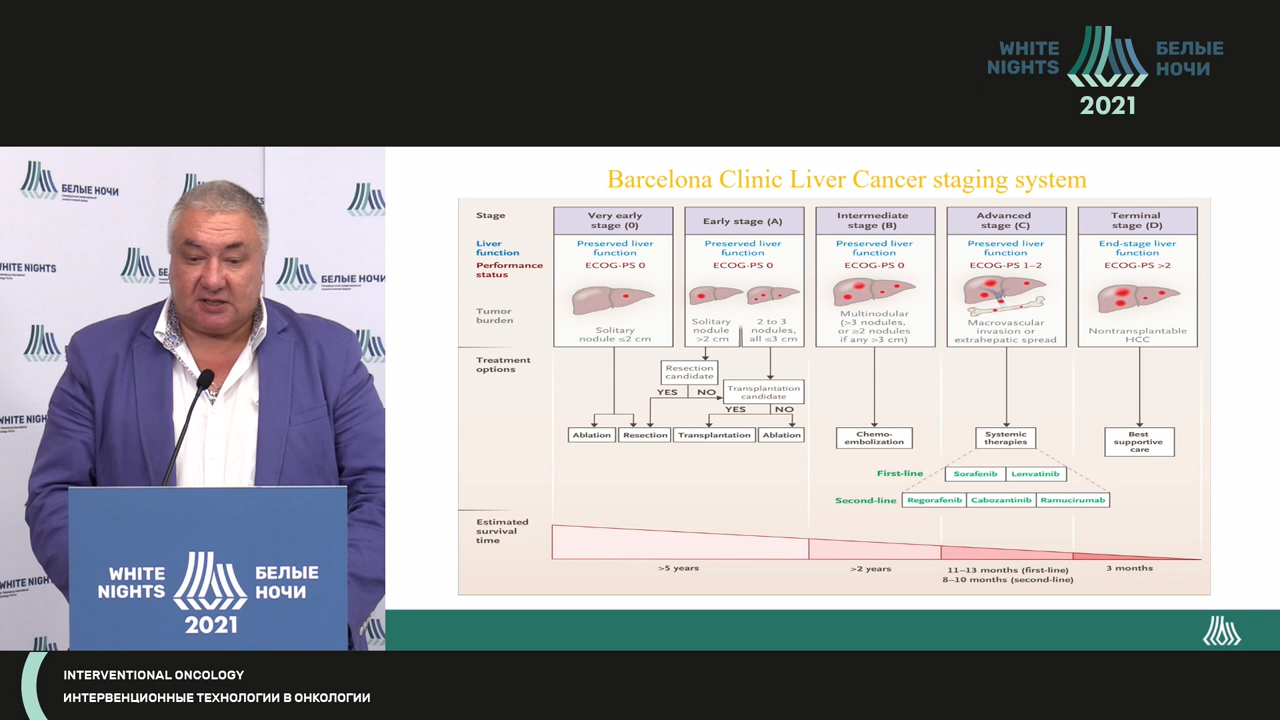 WHITE
NIGHTS
БЕЛЫЕ
НОЧИ
2021
БЕЛЫЕ НОЧИ
WHITE NIGHTS
БЕЛЫЕ НОЧИ
БЕЛЫЕ НОЧИ
WHITE
NIGHTS
БЕЛЫЕ
НОЧИ
2021
Barcelona Clinic Liver Cancer staging system
Stage
Very early
stage (0)
Early stage (A)
Intermediate
stage (B)
Advanced
stage (C)
Terminal
stage (D)
Liver
function
Preserved liver
function
Preserved liver
function
Preserved liver
function
Preserved liver
function
End-stage liver
function
Performance
status
ECOG-PS 0
ECOG-PS 0
ECOG-PS 0
ECOG-PS 1–2
ECOG-PS >2
Tumor
burden
Solitary
nodule ≤2 cm
Solitary
nodule
>2 cm
2 to 3
nodules,
all ≤3 cm
Multinodular
(>3 nodules,
or ≥2 nodules
if any >3 cm)
Macrovascular
invasion or
extrahepatic spread
Nontransplantable
HCC
Treatment
options
Resection
candidate
YES
NO
Transplantation
candidate
YES
NO
Ablation
Resection
Transplantation
Ablation
Chemo-
embolization
Systemic
therapies
Best
supportive
care
First-line
Sorafenib
Lenvatinib
Second-line
Regorafenib
Cabozantinib
Ramucirumab
Estimated
survival
time
>5 years
>2 years
11–13 months (first-line)
8–10 months (second-line)
3 months
INTERVENTIONAL ONCOLOGY
ИНТЕРВЕНЦИОННЫЕ ТЕХНОЛОГИИ В ОНКОЛОГИИ